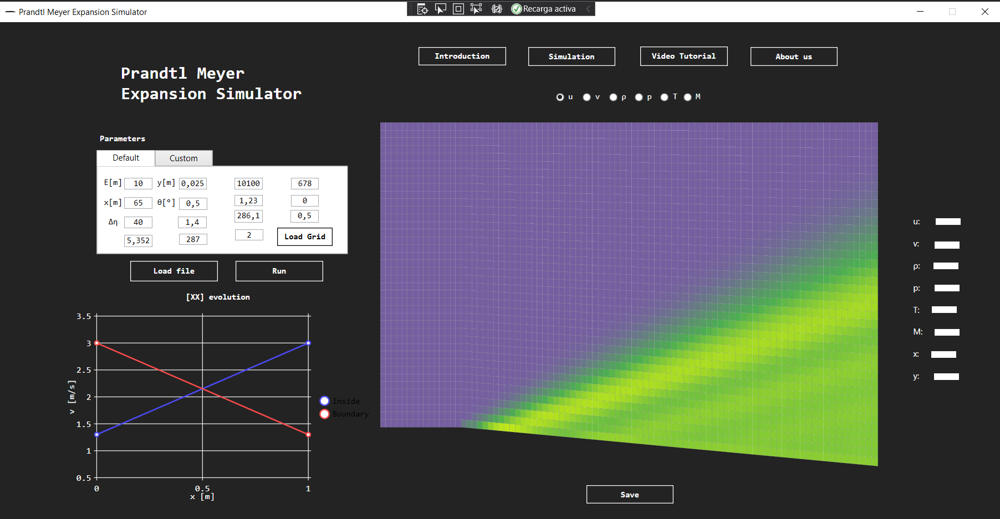 Prandtl Meyer Expansion Simulator
Recarga activa
Introduction
Simulation
Video Tutorial
About us
Prandtl Meyer
Expansion Simulator
u v ρ p T M
Parameters
Default Custom
E[m] 10 y[m] 0,025 10100 678
x[m] 65 θ[º] 0,5 1,23 0
Δη 40 1,4 286,1 0,5
5,352 287 2 Load Grid
Load file Run
[XX] evolution
3.5
3
2.5
2
1.5
1
0.5
v [m/s]
0 0.5 1
x [m]
Inside
Boundary
u:
v:
ρ:
p:
T:
M:
x:
y:
Save